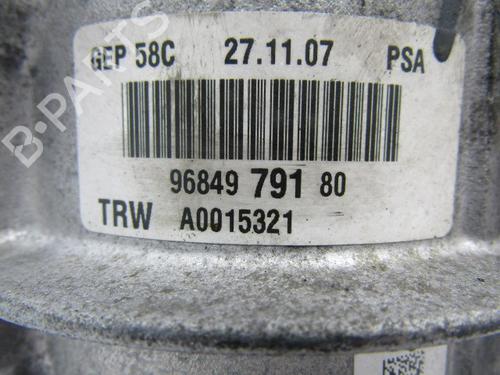 GEP 58C 27.11.07 PSA
96849 791 80
TRW A0015321
B-PARTS